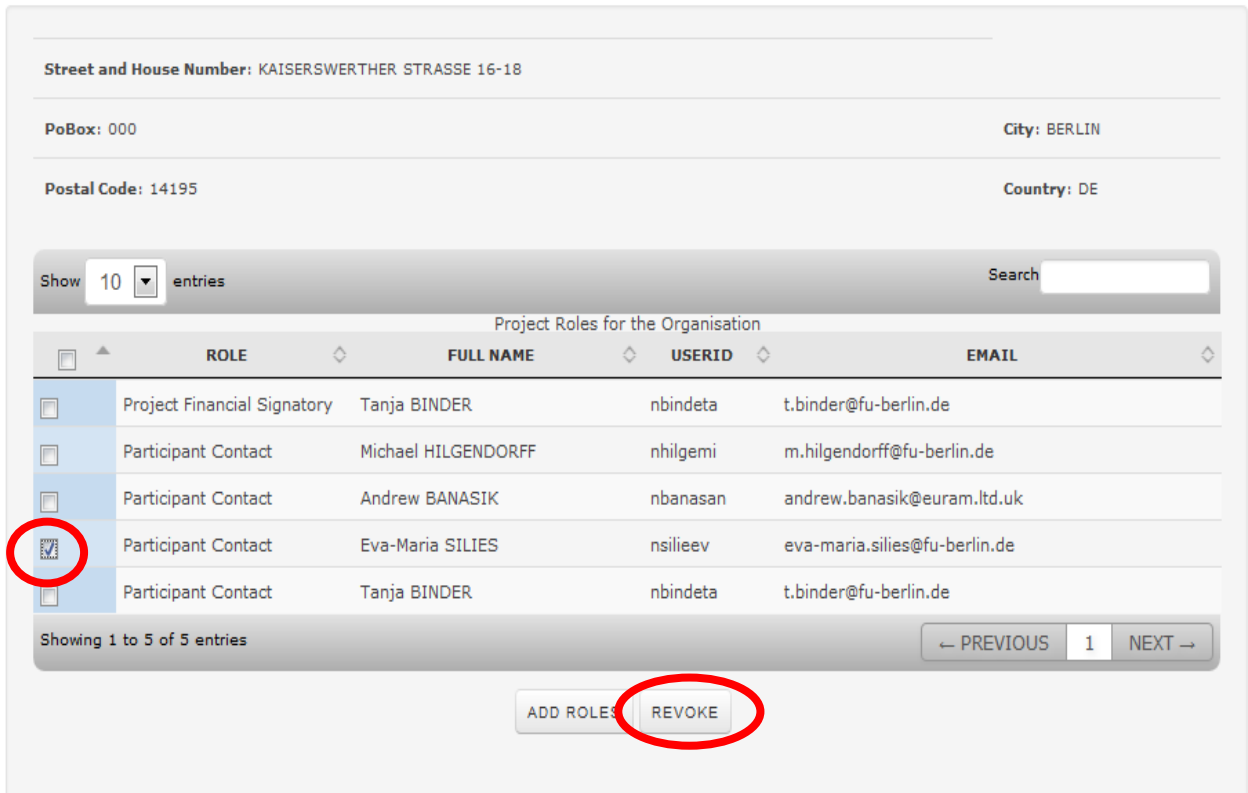 Street and House Number: KAISERSWERTHER STRASSE 16-18
PoBox: 000 City: BERLIN
Postal Code: 14195 Country: DE
Show 10 entries Search
Project Roles for the Organisation
ROLE FULL NAME USERID EMAIL
Project Financial Signatory Tanja BINDER nbindeta t.binder@fu-berlin.de
Participant Contact Michael HILGENDORFF nhilgemi m.hilgendorff@fu-berlin.de
Participant Contact Andrew BANASIK nbanasan andrew.banasik@euram.ltd.uk
Participant Contact Eva-Maria SILIES nsilieev eva-maria.silies@fu-berlin.de
Participant Contact Tanja BINDER nbindeta t.binder@fu-berlin.de
Showing 1 to 5 of 5 entries ← PREVIOUS 1 NEXT →
ADD ROLES REVOKE